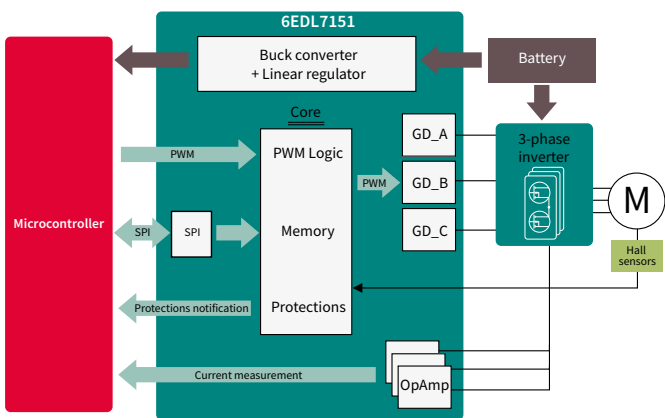 6EDL7151
Buck converter
+ Linear regulator
Battery
Core
PWM
PWM Logic
PWM
GD_A
GD_B
GD_C
3-phase
inverter
M
Microcontroller
SPI
SPI
Memory
Hall
sensors
Protections notification
Protections
Current measurement
OpAmp